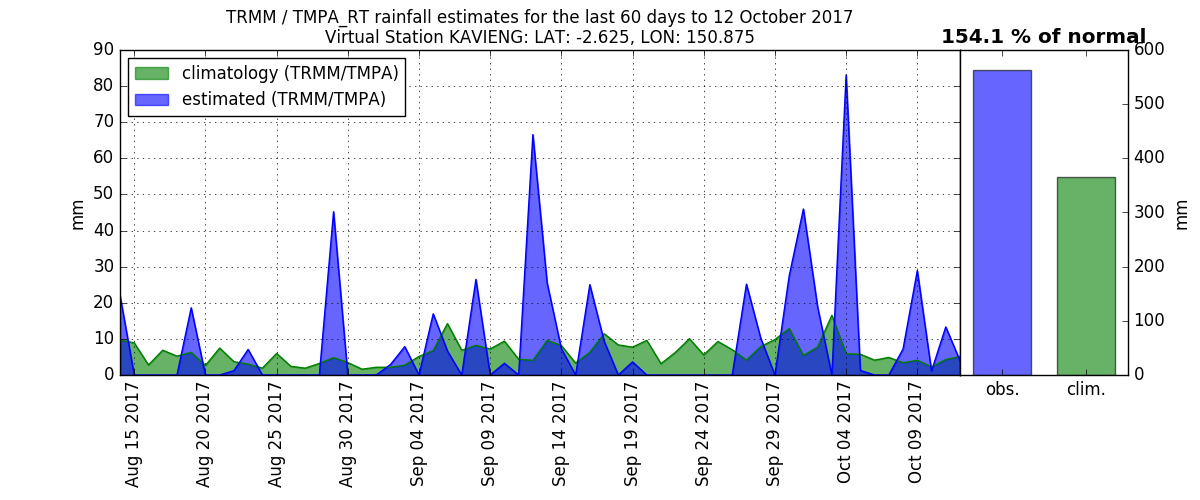 TRMM / TMPA_RT rainfall estimates for the last 60 days to 12 October 2017
Virtual Station KAVIENG: LAT: -2.625, LON: 150.875
154.1 % of normal
climatology (TRMM/TMPA)
estimated (TRMM/TMPA)
mm
90
80
70
60
50
40
30
20
10
0
Aug 15 2017
Aug 20 2017
Aug 25 2017
Aug 30 2017
Sep 04 2017
Sep 09 2017
Sep 14 2017
Sep 19 2017
Sep 24 2017
Sep 29 2017
Oct 04 2017
Oct 09 2017
obs.
clim.
600
500
400
300
200
100
0
mm